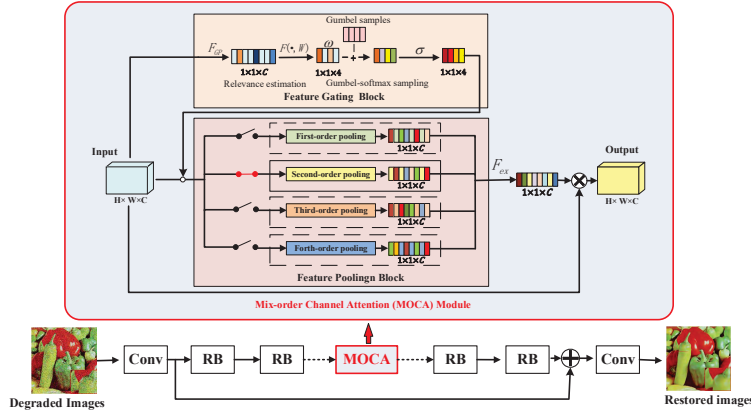 Gumbel samples
F_GP
F(•, W)
ω
σ
1×1×C
1×1×4
1×1×4
Relevance estimation
Gumbel-softmax sampling
Feature Gating Block
Input
H× W×C
First-order pooling
1×1×C
Second-order pooling
1×1×C
Third-order pooling
1×1×C
Forth-order pooling
1×1×C
Feature Poolingn Block
F_ex
1×1×C
Output
H× W×C
Mix-order Channel Attention (MOCA) Module
Conv
RB
RB
MOCA
RB
RB
Conv
Degraded Images
Restored images